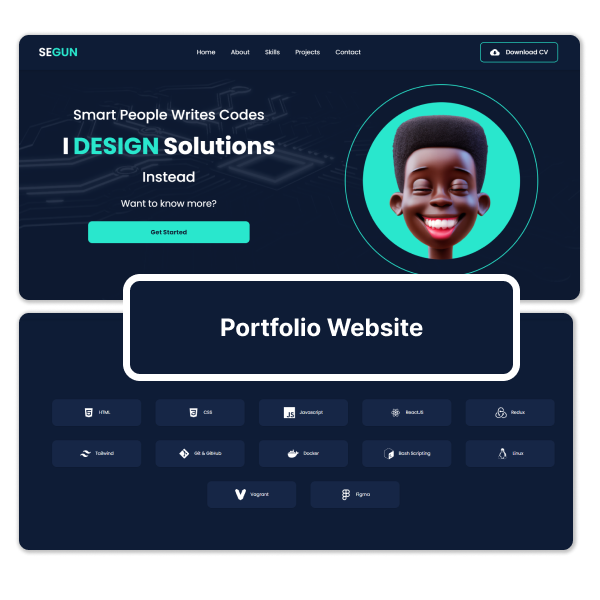 SEGUN
Home About Skills Projects Contact
Download CV
Smart People Writes Codes
I DESIGN Solutions
Instead
Want to know more?
Get Started
Portfolio Website
HTML CSS Javascript ReactJS Redux
Tailwind Git & GitHub Docker Bash Scripting Linux
Vagrant Figma